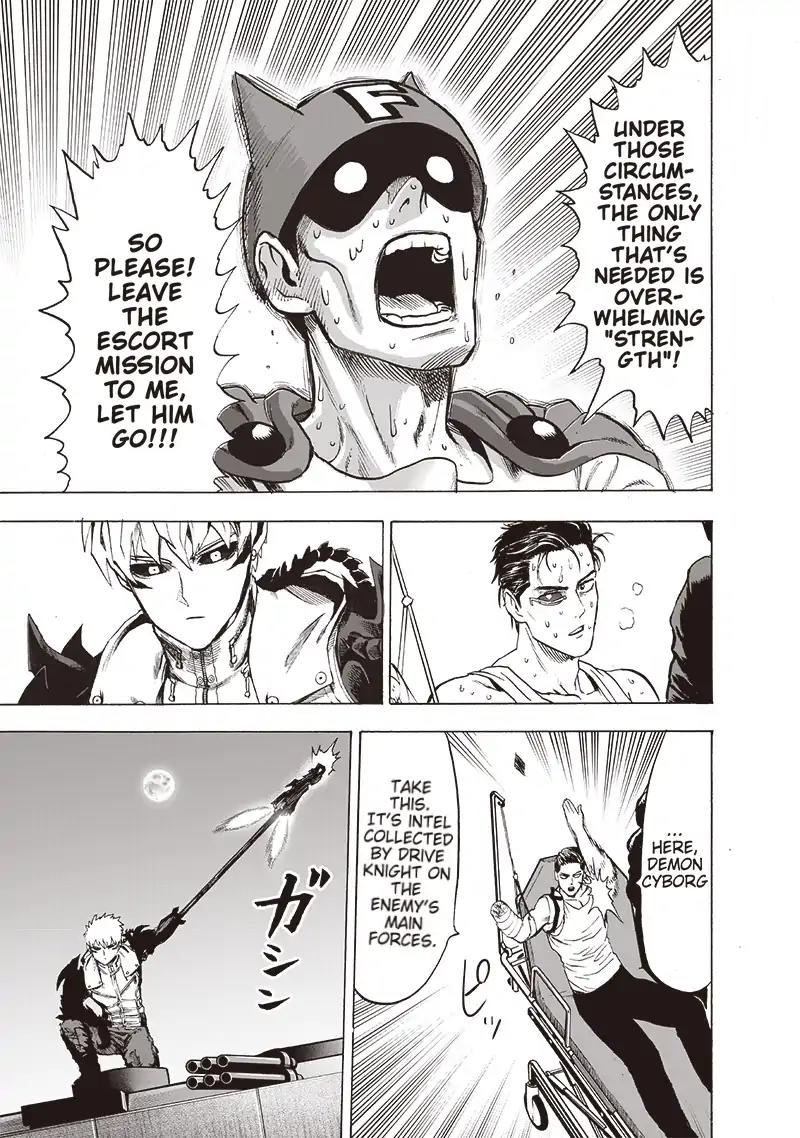 UNDER
THOSE
CIRCUM-
STANCES,
THE ONLY
THING
THAT'S
NEEDED IS
OVER-
WHELMING
"STREN-
GTH"!
F
SO
PLEASE!
LEAVE
THE
ESCORT
MISSION
TO ME,
LET HIM
GO!!!
...
HERE,
DEMON
CYBORG
TAKE
THIS.
IT'S INTEL
COLLECTED
BY DRIVE
KNIGHT ON
THE
ENEMY'S
MAIN
FORCES.
ピッ
ガシン